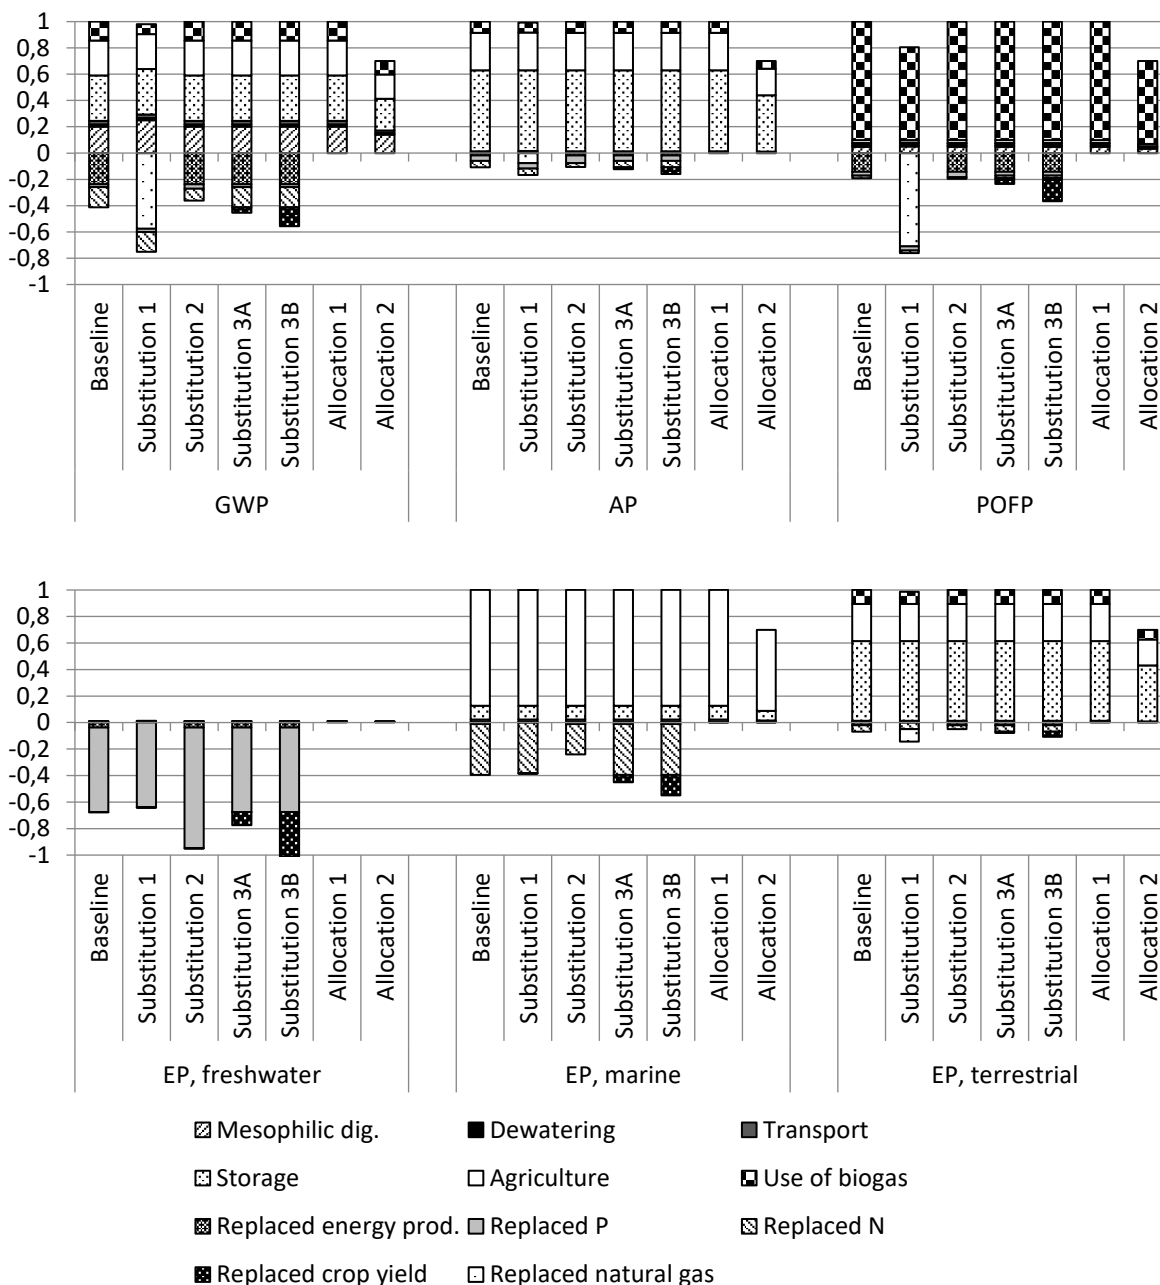 1
0,8
0,6
0,4
0,2
0
-0,2
-0,4
-0,6
-0,8
-1
Baseline
Substitution 1
Substitution 2
Substitution 3A
Substitution 3B
Allocation 1
Allocation 2
Baseline
Substitution 1
Substitution 2
Substitution 3A
Substitution 3B
Allocation 1
Allocation 2
Baseline
Substitution 1
Substitution 2
Substitution 3A
Substitution 3B
Allocation 1
Allocation 2
GWP AP POFP
1
0,8
0,6
0,4
0,2
0
-0,2
-0,4
-0,6
-0,8
-1
Baseline
Substitution 1
Substitution 2
Substitution 3A
Substitution 3B
Allocation 1
Allocation 2
Baseline
Substitution 1
Substitution 2
Substitution 3A
Substitution 3B
Allocation 1
Allocation 2
Baseline
Substitution 1
Substitution 2
Substitution 3A
Substitution 3B
Allocation 1
Allocation 2
EP, freshwater EP, marine EP, terrestrial
Mesophilic dig. Dewatering Transport
Storage Agriculture Use of biogas
Replaced energy prod. Replaced P Replaced N
Replaced crop yield Replaced natural gas